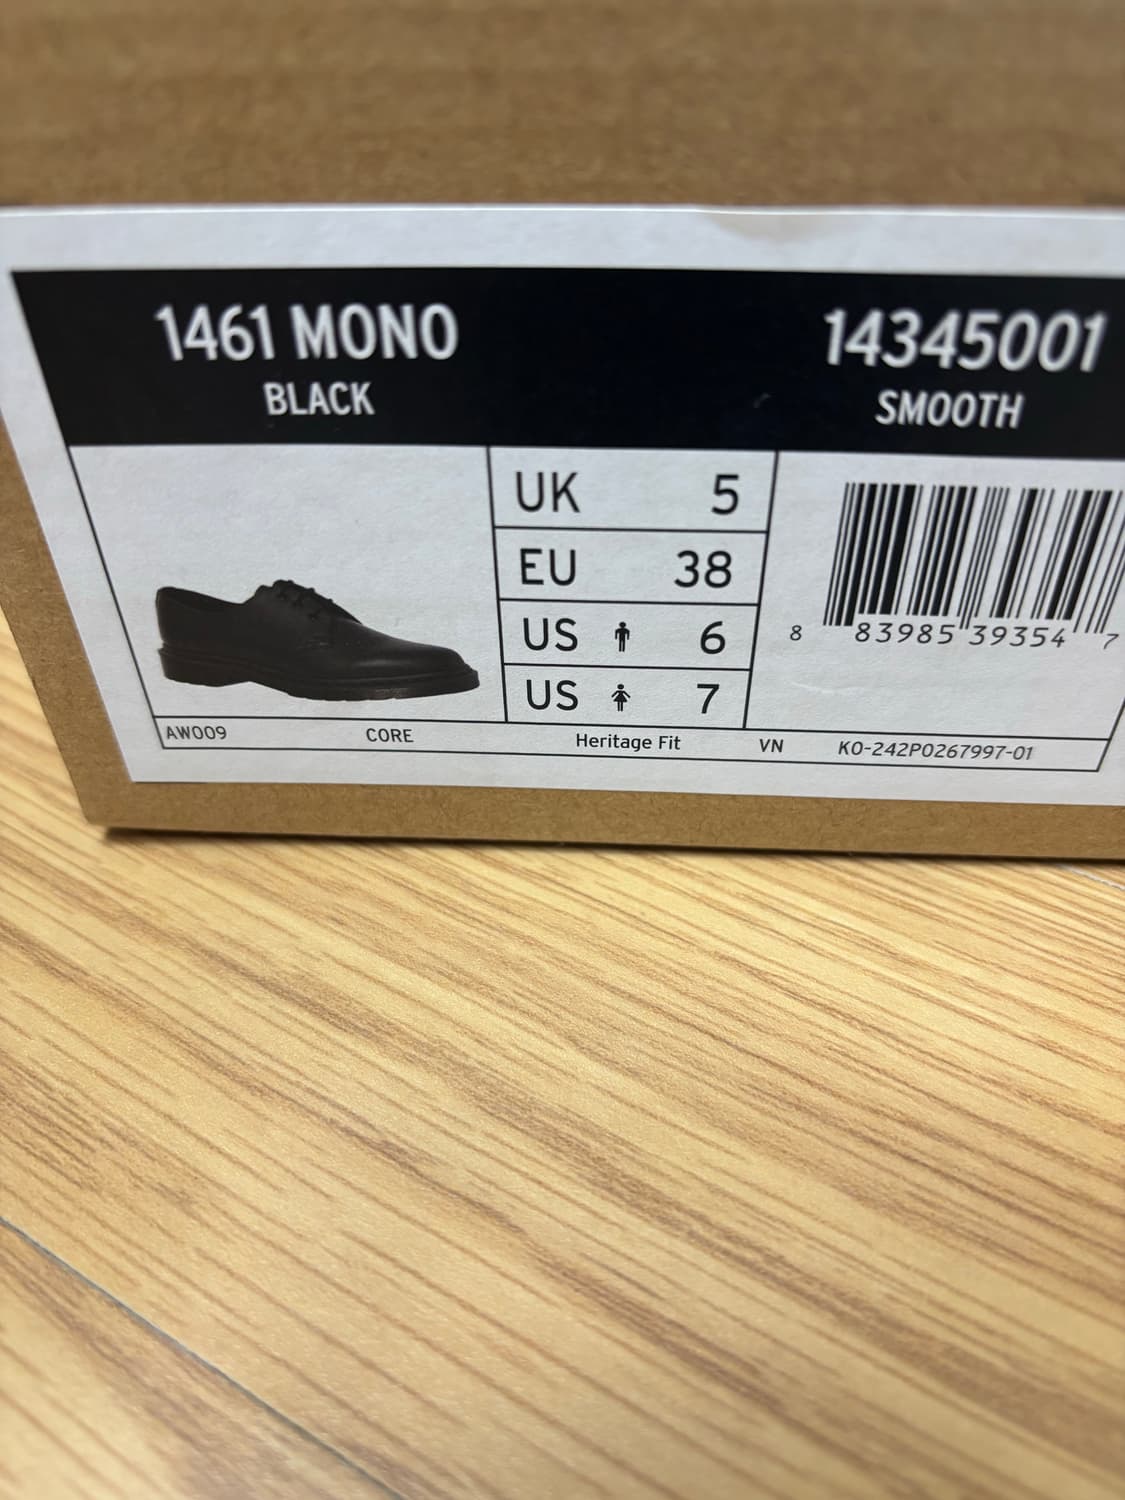 1461 MONO
BLACK
14345001
SMOOTH
UK 5
EU 38
US 6
US 7
8 83985 39354 7
AW009 CORE Heritage Fit VN KO-242P0267997-01